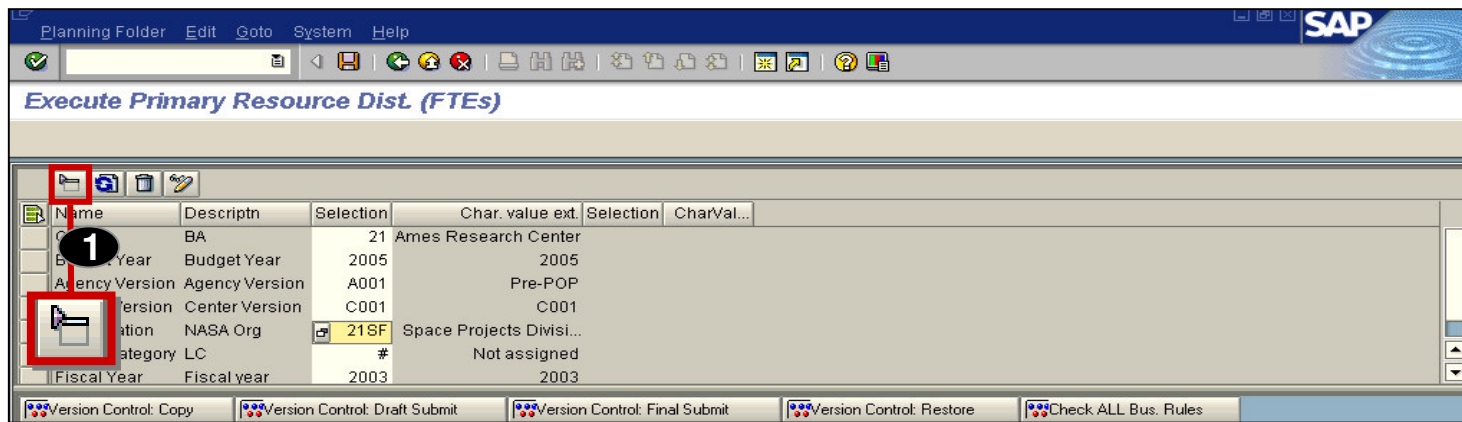 SAP
Planning Folder Edit Goto System Help
Execute Primary Resource Dist. (FTEs)
Name Descriptn Selection Char. value ext. Selection CharVal...
BA 21 Ames Research Center
Year Budget Year 2005 2005
Agency Version Agency Version A001 Pre-POP
Version Center Version C001 C001
ation NASA Org 21SF Space Projects Divisi...
ategory LC # Not assigned
Fiscal Year Fiscal year 2003 2003
1
Version Control: Copy Version Control: Draft Submit Version Control: Final Submit Version Control: Restore Check ALL Bus. Rules